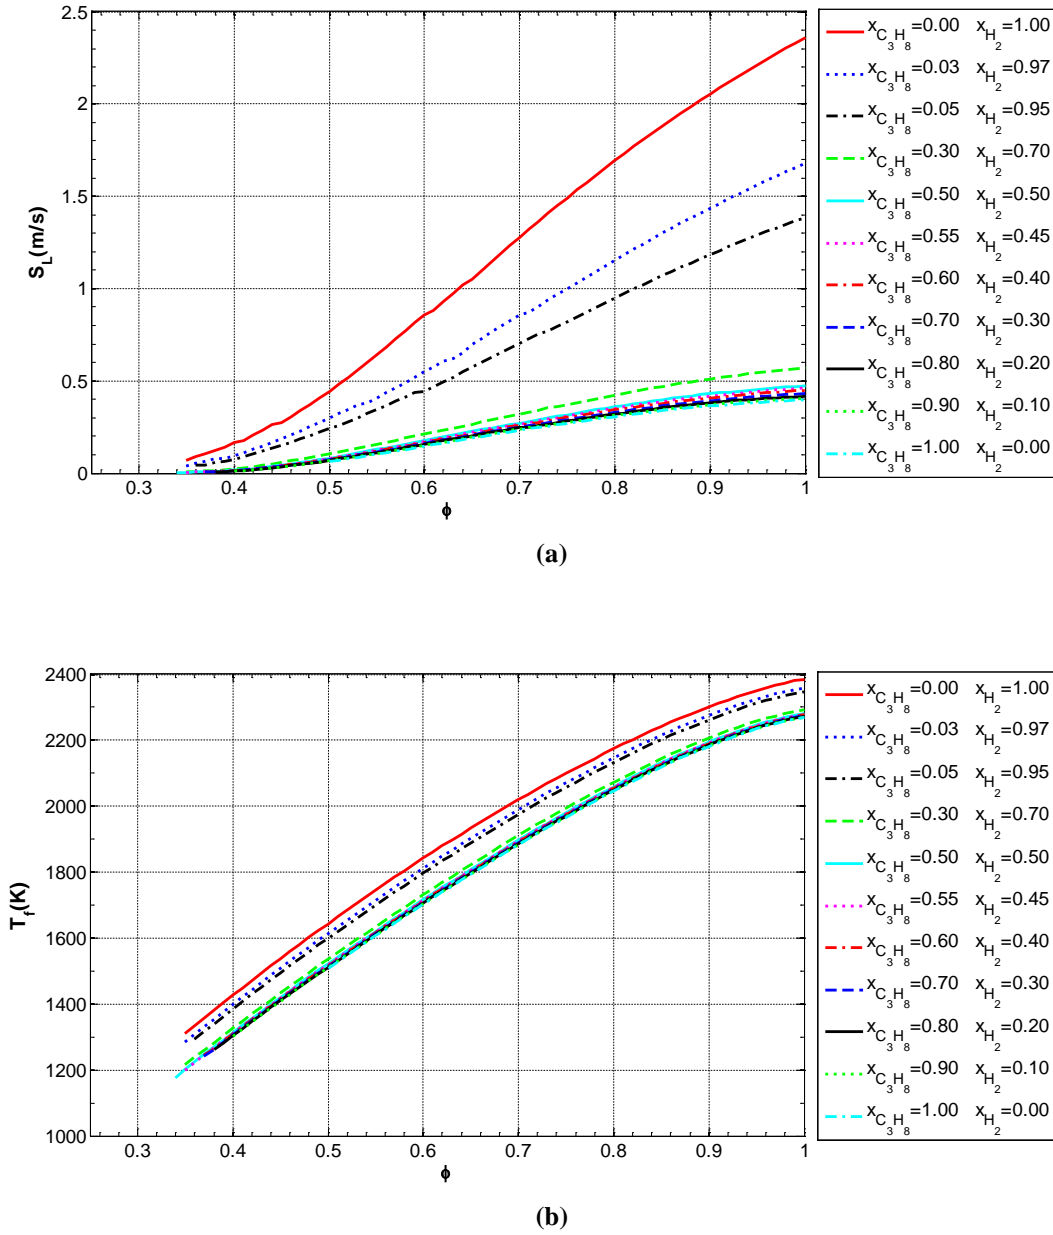 2.5
2
1.5
1
0.5
0
S_L(m/s)
0.3 0.4 0.5 0.6 0.7 0.8 0.9 1
ϕ
x_C3H8=0.00 x_H2=1.00
x_C3H8=0.03 x_H2=0.97
x_C3H8=0.05 x_H2=0.95
x_C3H8=0.30 x_H2=0.70
x_C3H8=0.50 x_H2=0.50
x_C3H8=0.55 x_H2=0.45
x_C3H8=0.60 x_H2=0.40
x_C3H8=0.70 x_H2=0.30
x_C3H8=0.80 x_H2=0.20
x_C3H8=0.90 x_H2=0.10
x_C3H8=1.00 x_H2=0.00
(a)
2400
2200
2000
1800
1600
1400
1200
1000
T_f(K)
0.3 0.4 0.5 0.6 0.7 0.8 0.9 1
ϕ
x_C3H8=0.00 x_H2=1.00
x_C3H8=0.03 x_H2=0.97
x_C3H8=0.05 x_H2=0.95
x_C3H8=0.30 x_H2=0.70
x_C3H8=0.50 x_H2=0.50
x_C3H8=0.55 x_H2=0.45
x_C3H8=0.60 x_H2=0.40
x_C3H8=0.70 x_H2=0.30
x_C3H8=0.80 x_H2=0.20
x_C3H8=0.90 x_H2=0.10
x_C3H8=1.00 x_H2=0.00
(b)